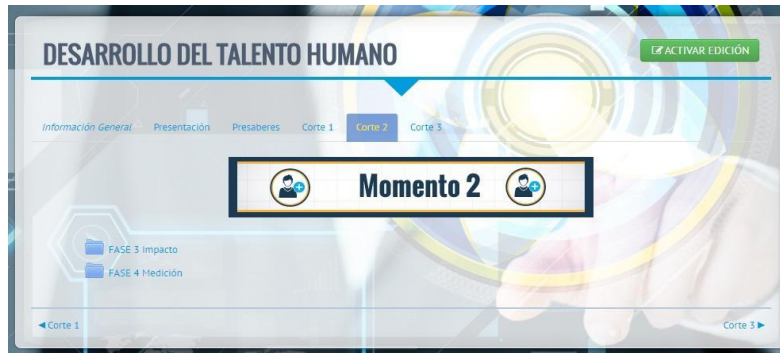 DESARROLLO DEL TALENTO HUMANO
ACTIVAR EDICIÓN
Información General Presentación Presaberes Corte 1 Corte 2 Corte 3
Momento 2
FASE 3 Impacto
FASE 4 Medición
◄ Corte 1 Corte 3 ►